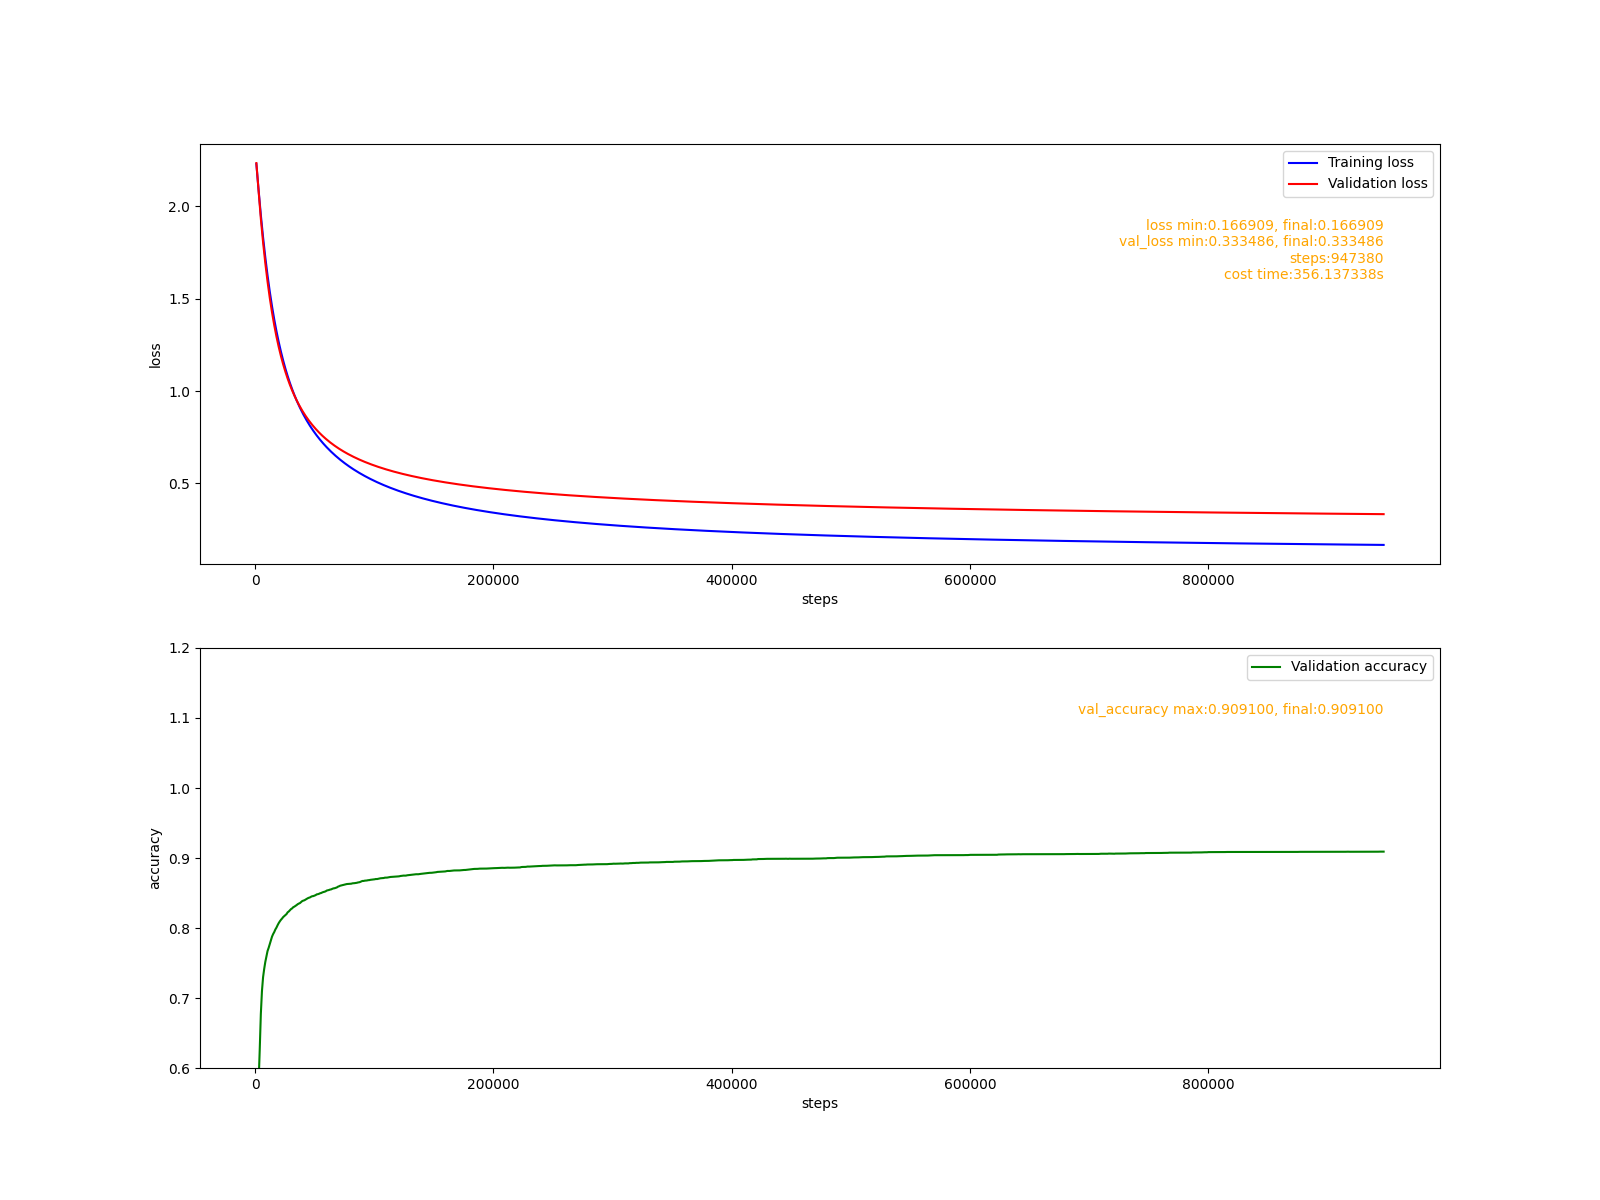 Training loss
Validation loss
loss min:0.166909, final:0.166909
val_loss min:0.333486, final:0.333486
steps:947380
cost time:356.137338s
2.0
1.5
1.0
0.5
loss
0 200000 400000 600000 800000
steps
Validation accuracy
val_accuracy max:0.909100, final:0.909100
1.2
1.1
1.0
0.9
0.8
0.7
0.6
accuracy
0 200000 400000 600000 800000
steps